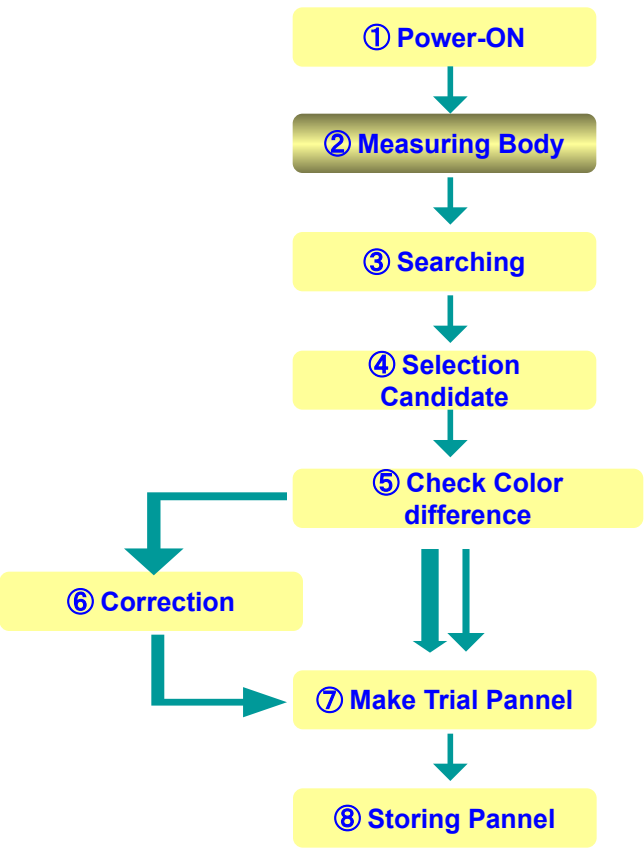 ① Power-ON
② Measuring Body
③ Searching
④ Selection
Candidate
⑤ Check Color
difference
⑥ Correction
⑦ Make Trial Pannel
⑧ Storing Pannel